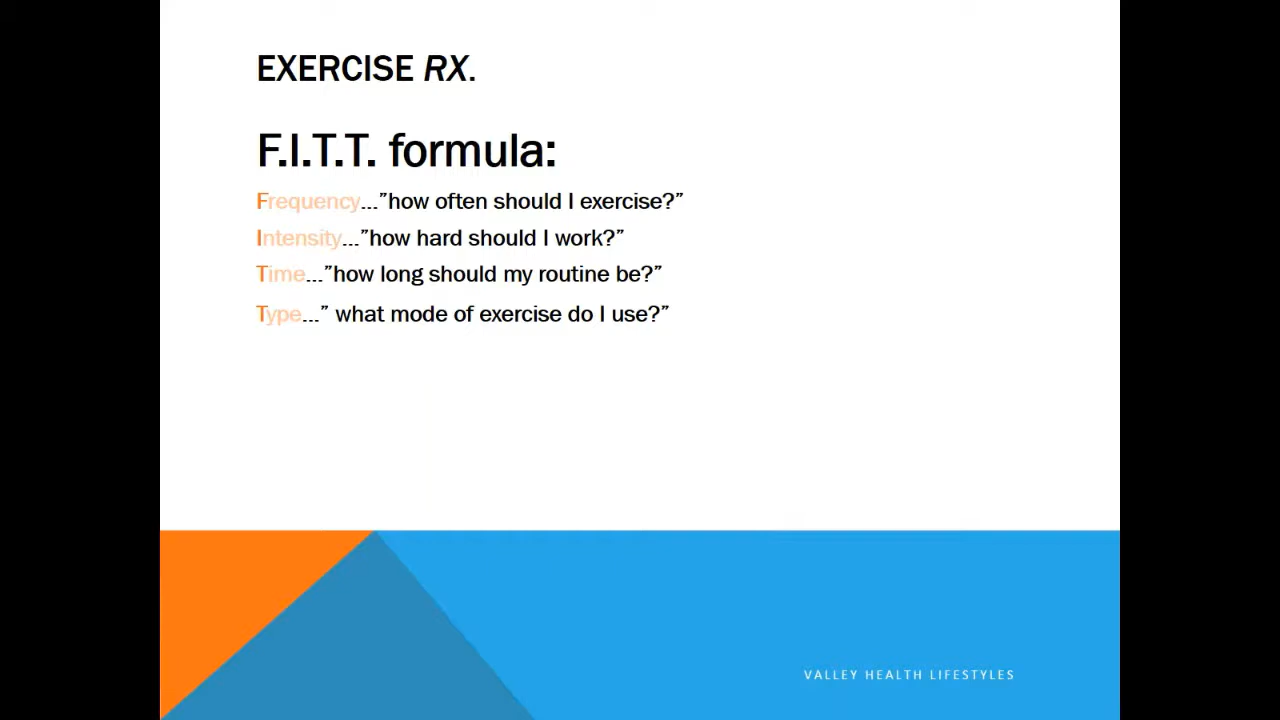 EXERCISE RX.
F.I.T.T. formula:
Frequency...”how often should I exercise?”
Intensity...”how hard should I work?”
Time...”how long should my routine be?”
Type...” what mode of exercise do I use?”
VALLEY HEALTH LIFESTYLES